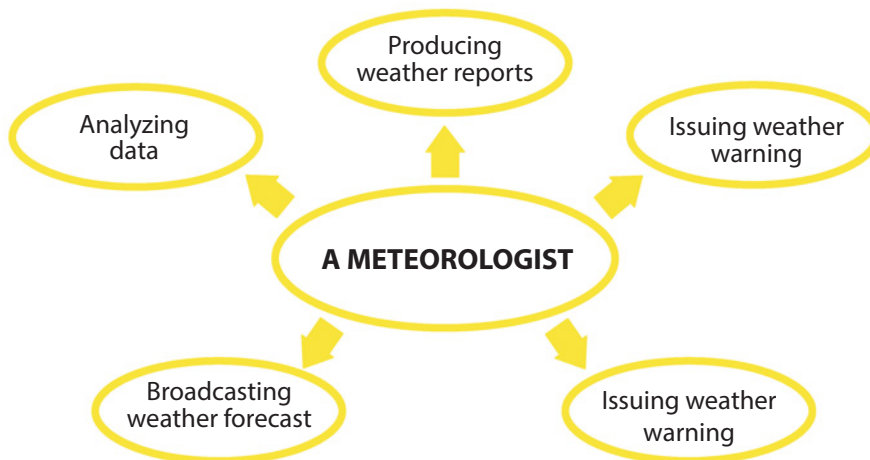 Producing
weather reports
Analyzing
data
Issuing weather
warning
A METEOROLOGIST
Broadcasting
weather forecast
Issuing weather
warning